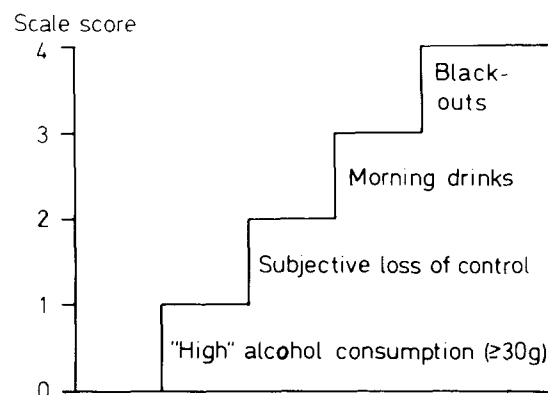 Scale score
4
Black-
outs
3
Morning drinks
2
Subjective loss of control
1
"High" alcohol consumption (≥30g)
0